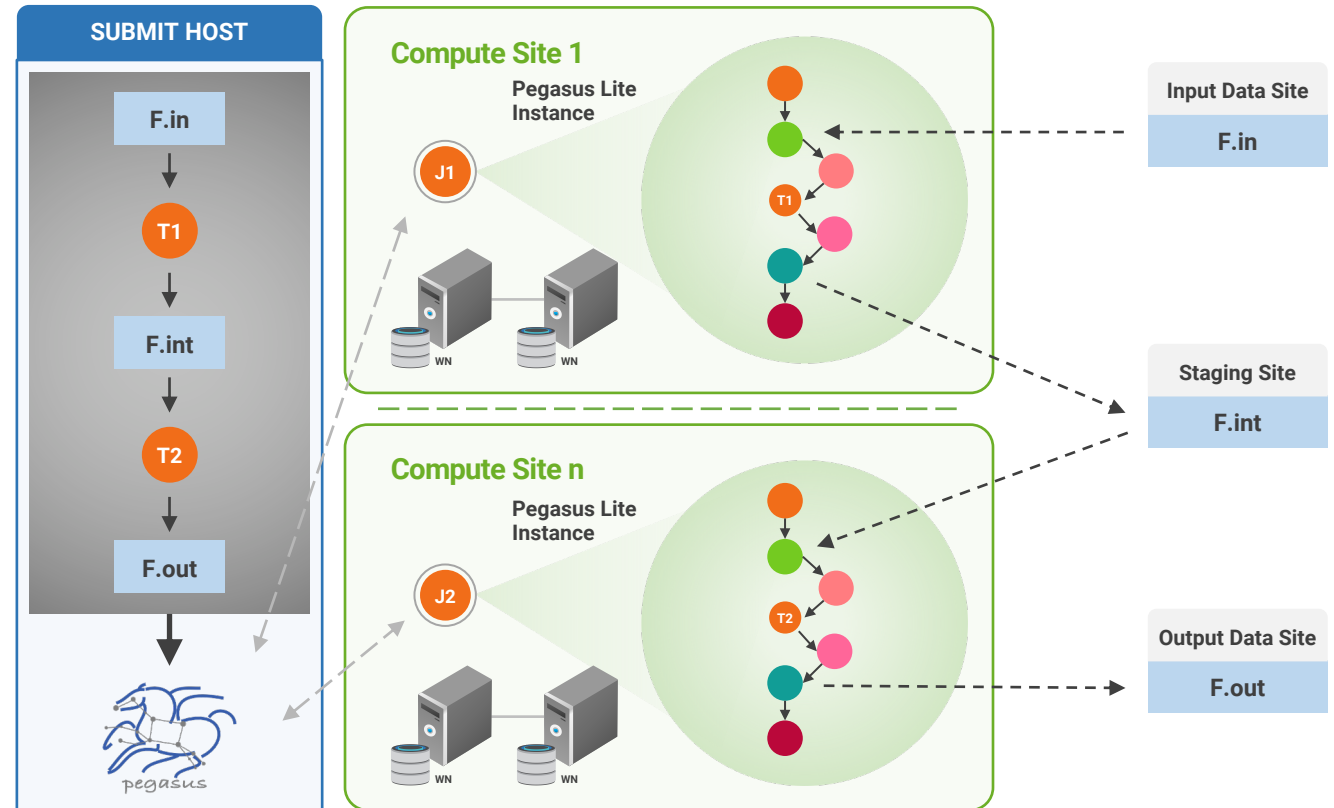 SUBMIT HOST
F.in
T1
F.int
T2
F.out
pegasus
Compute Site 1
Pegasus Lite
Instance
J1
T1
WN
WN
Compute Site n
Pegasus Lite
Instance
J2
T2
WN
WN
Input Data Site
F.in
Staging Site
F.int
Output Data Site
F.out